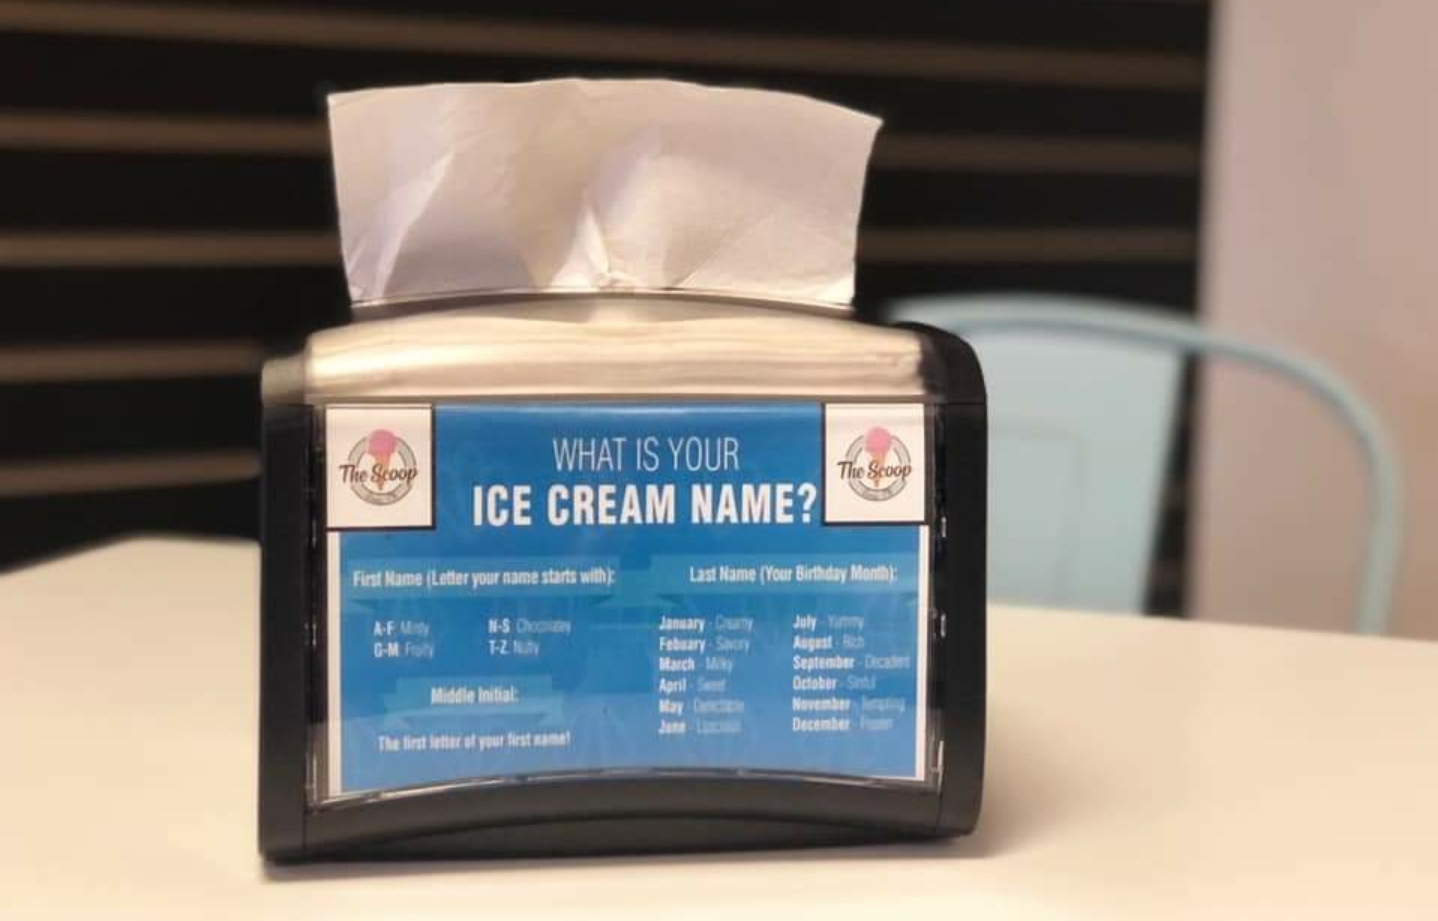 The Scoop
The Scoop
WHAT IS YOUR
ICE CREAM NAME?
First Name (Letter your name starts with):
A-F Minty
G-M Fruity
N-S Chocolatey
T-Z Nutty
Middle Initial:
The first letter of your first name!
Last Name (Your Birthday Month):
January - Creamy
Febuary - Savory
March - Milky
April - Sweet
May - Delectable
June - Luscious
July - Yummy
August - Rich
September - Decadent
October - Sinful
November - Tempting
December - Frozen